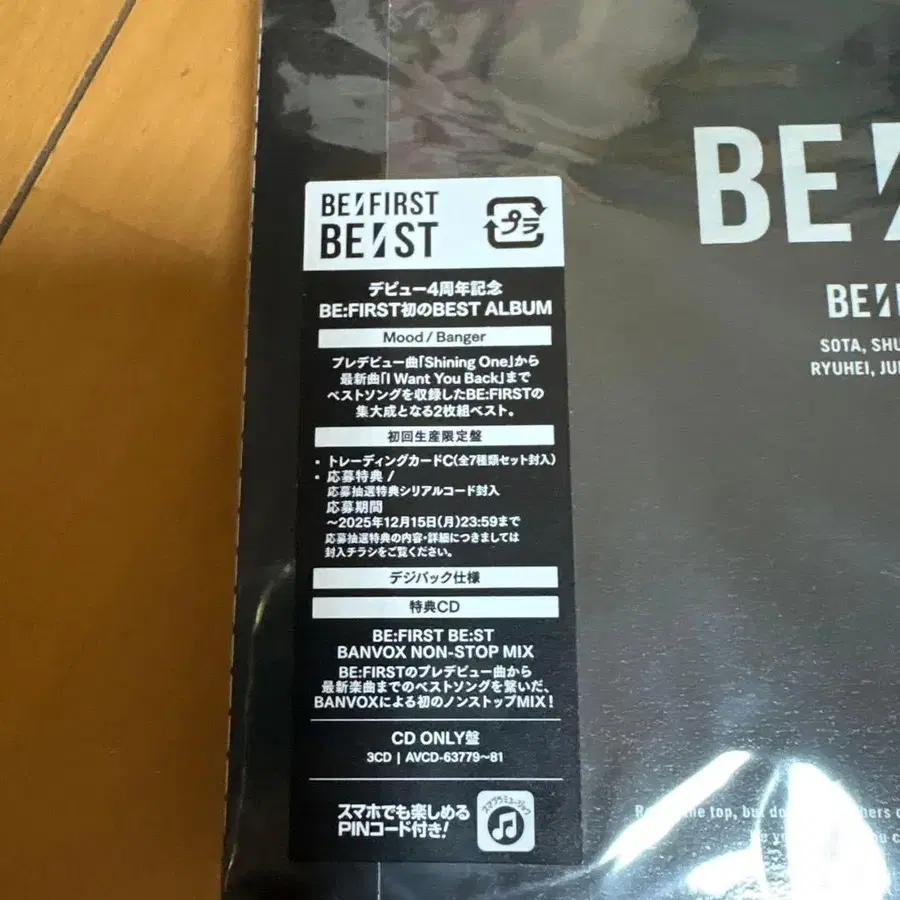 BE:FIRST
BE:ST
プラ
デビュー4周年記念
BE:FIRST初のBEST ALBUM
Mood / Banger
プレデビュー曲「Shining One」から
最新曲「I Want You Back」まで
ベストソングを収録したBE:FIRSTの
集大成となる2枚組ベスト。
初回生産限定盤
・トレーディングカードC(全7種類セット封入)
・応募特典 /
応募抽選特典シリアルコード封入
応募期間
～2025年12月15日(月)23:59まで
応募抽選特典の内容・詳細につきましては
封入チラシをご覧ください。
デジパック仕様
特典CD
BE:FIRST BE:ST
BANVOX NON-STOP MIX
BE:FIRSTのプレデビュー曲から
最新楽曲までのベストソングを繋いだ、
BANVOXによる初のノンストップMIX！
CD ONLY盤
3CD | AVCD-63779～81
スマホでも楽しめる
PINコード付き!
スマプラミュージック
BE:
BE:
SOTA, SHU
RYUHEI, JU
the top, but